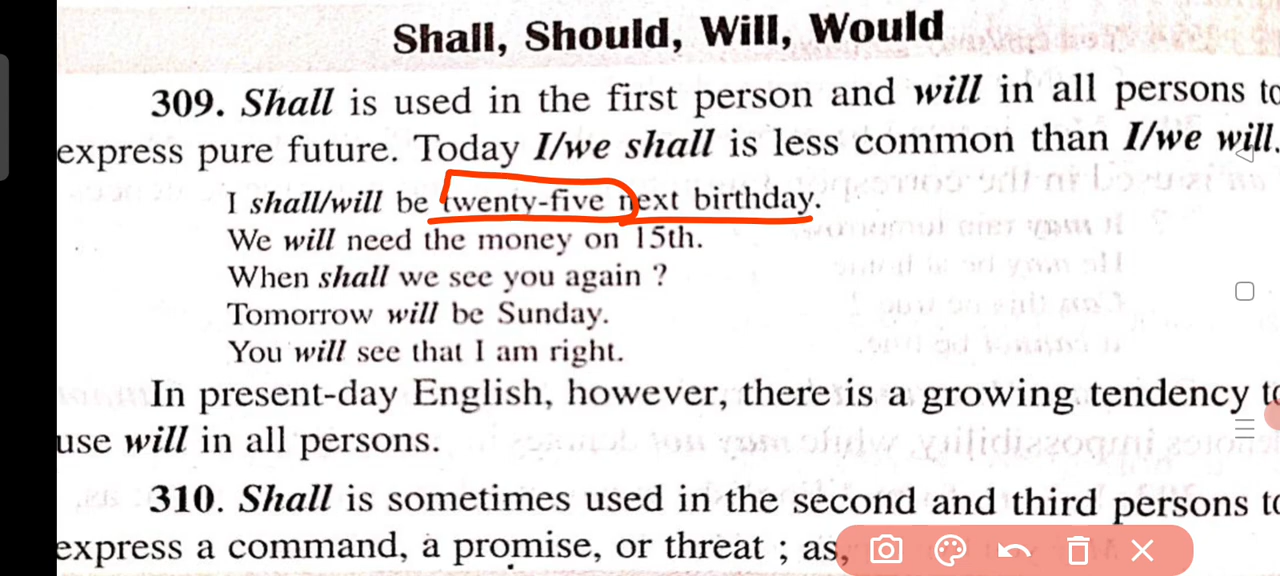 Shall, Should, Will, Would
309. Shall is used in the first person and will in all persons to
express pure future. Today I/we shall is less common than I/we will.
I shall/will be twenty-five next birthday.
We will need the money on 15th.
When shall we see you again ?
Tomorrow will be Sunday.
You will see that I am right.
In present-day English, however, there is a growing tendency to
use will in all persons.
310. Shall is sometimes used in the second and third persons to
express a command, a promise, or threat ; as,